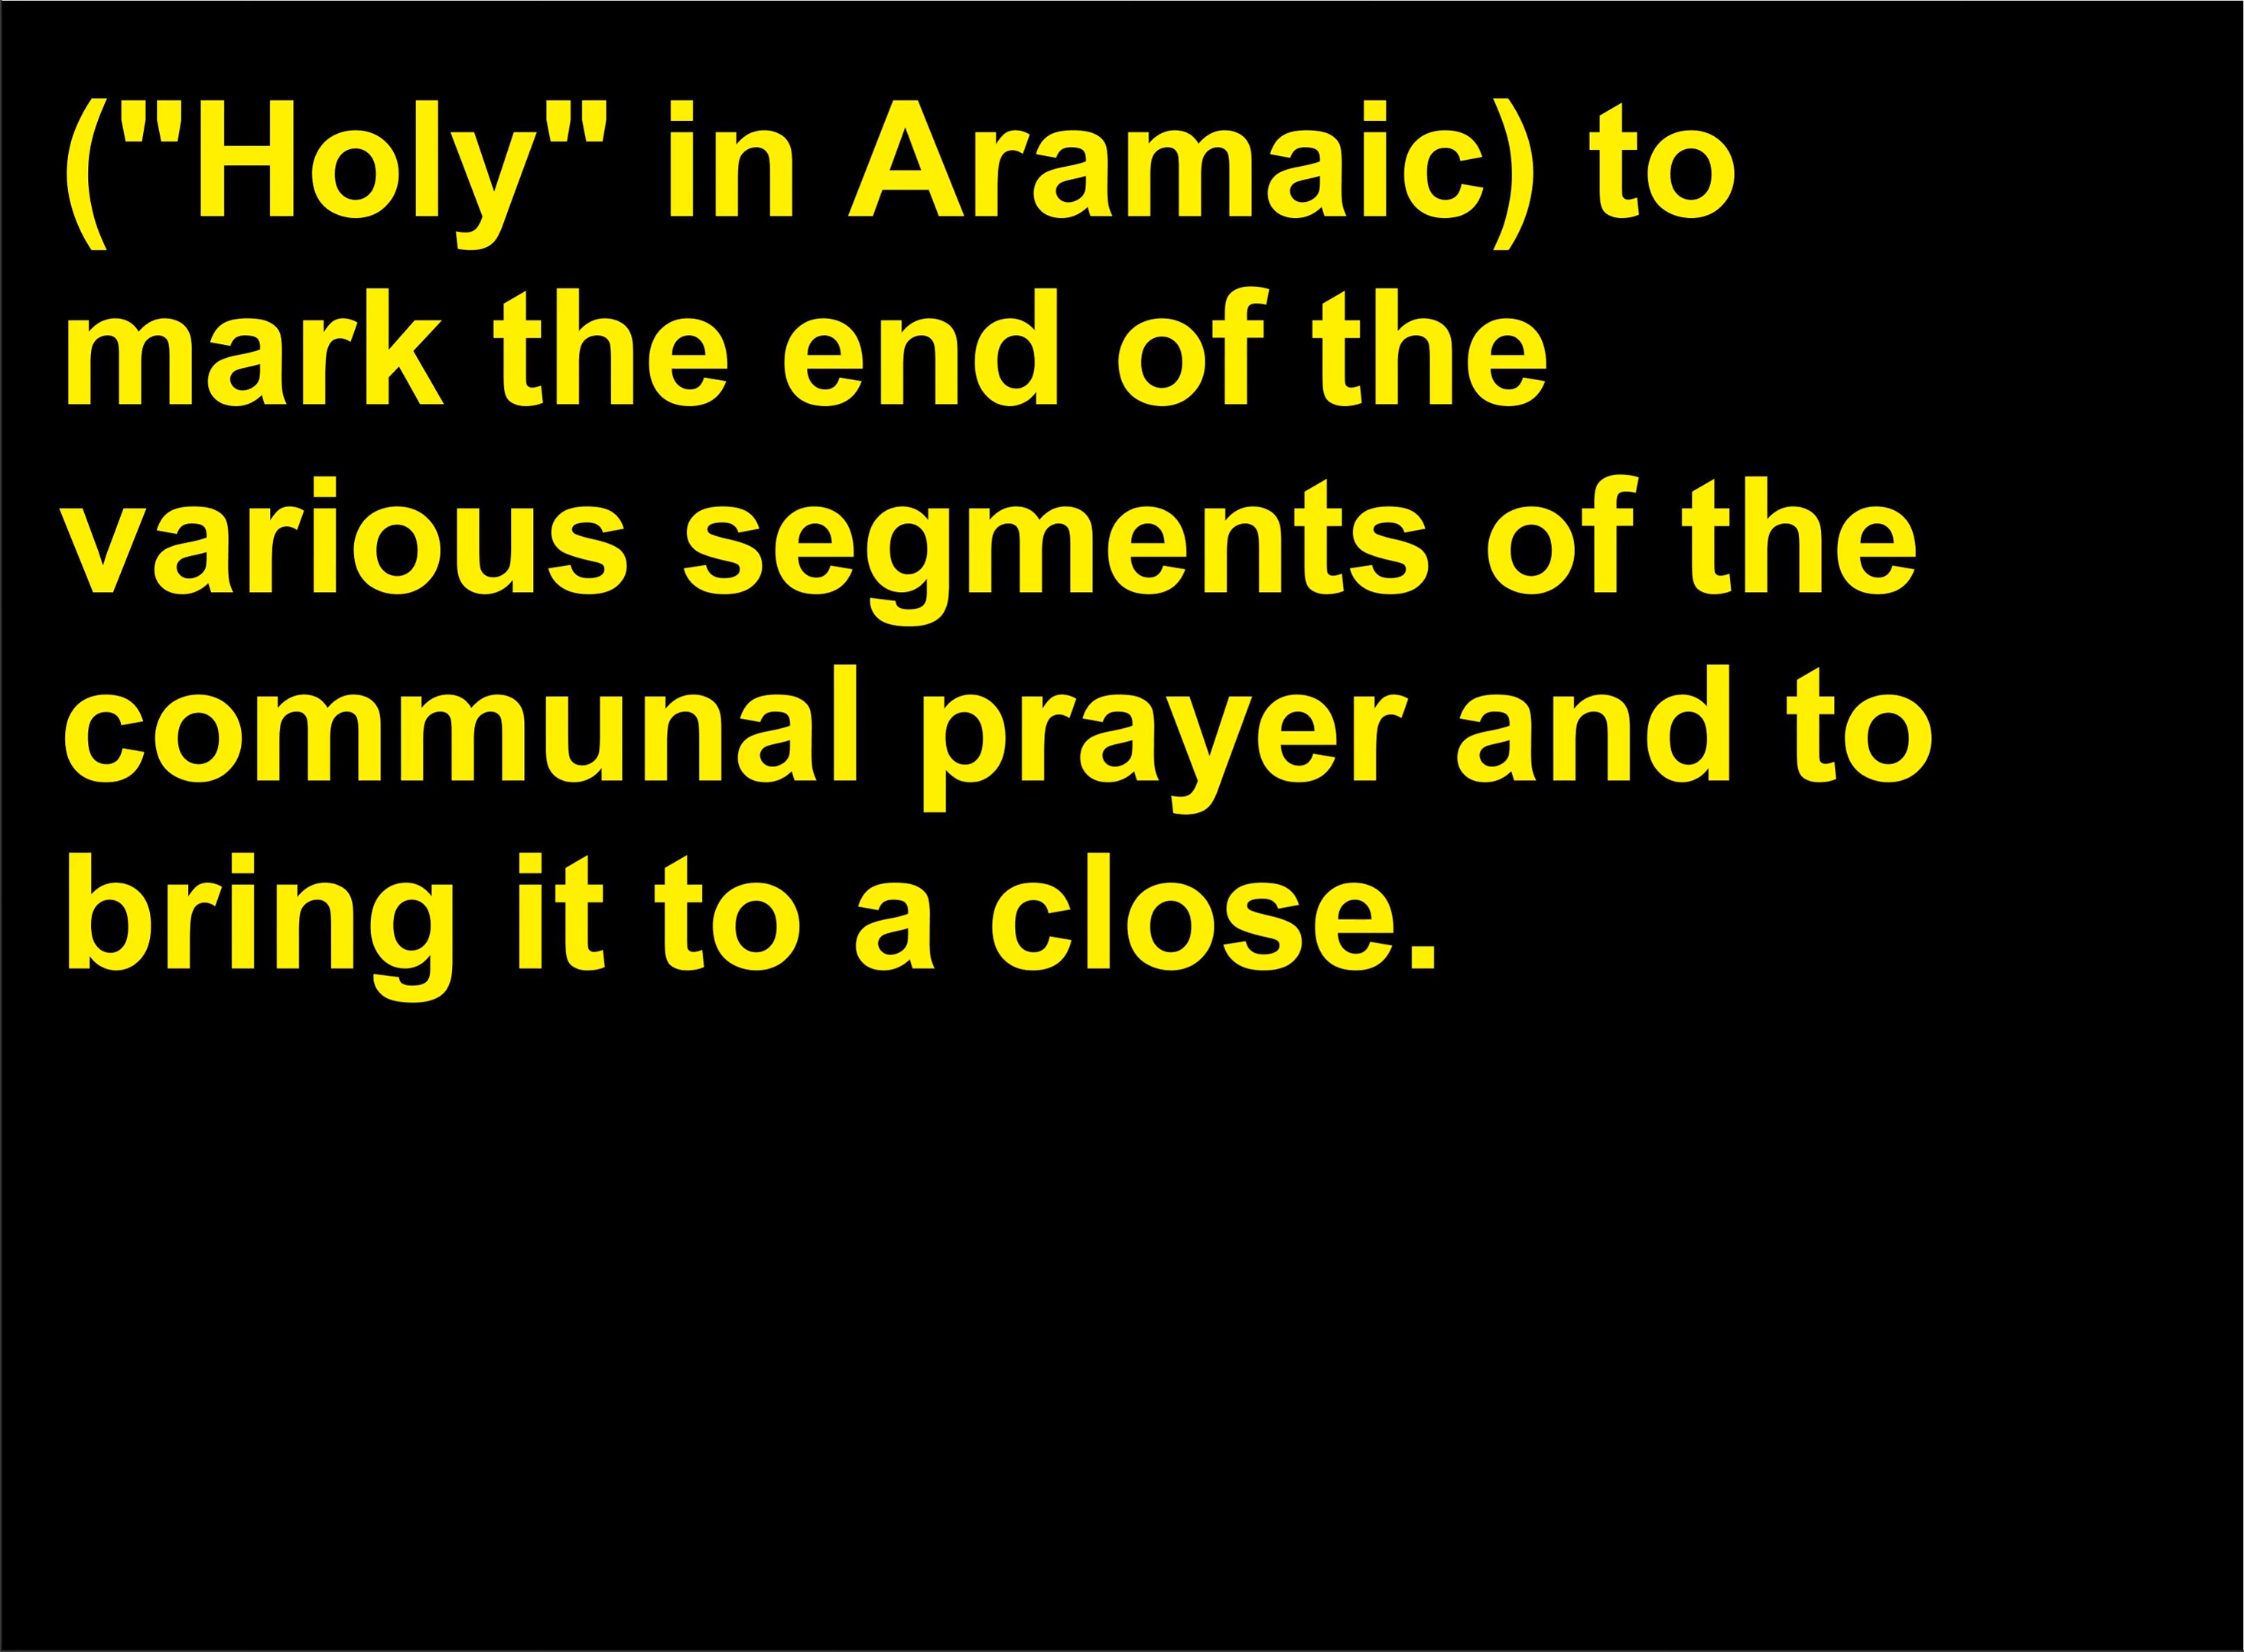 ("Holy" in Aramaic) to
mark the end of the
various segments of the
communal prayer and to
bring it to a close.